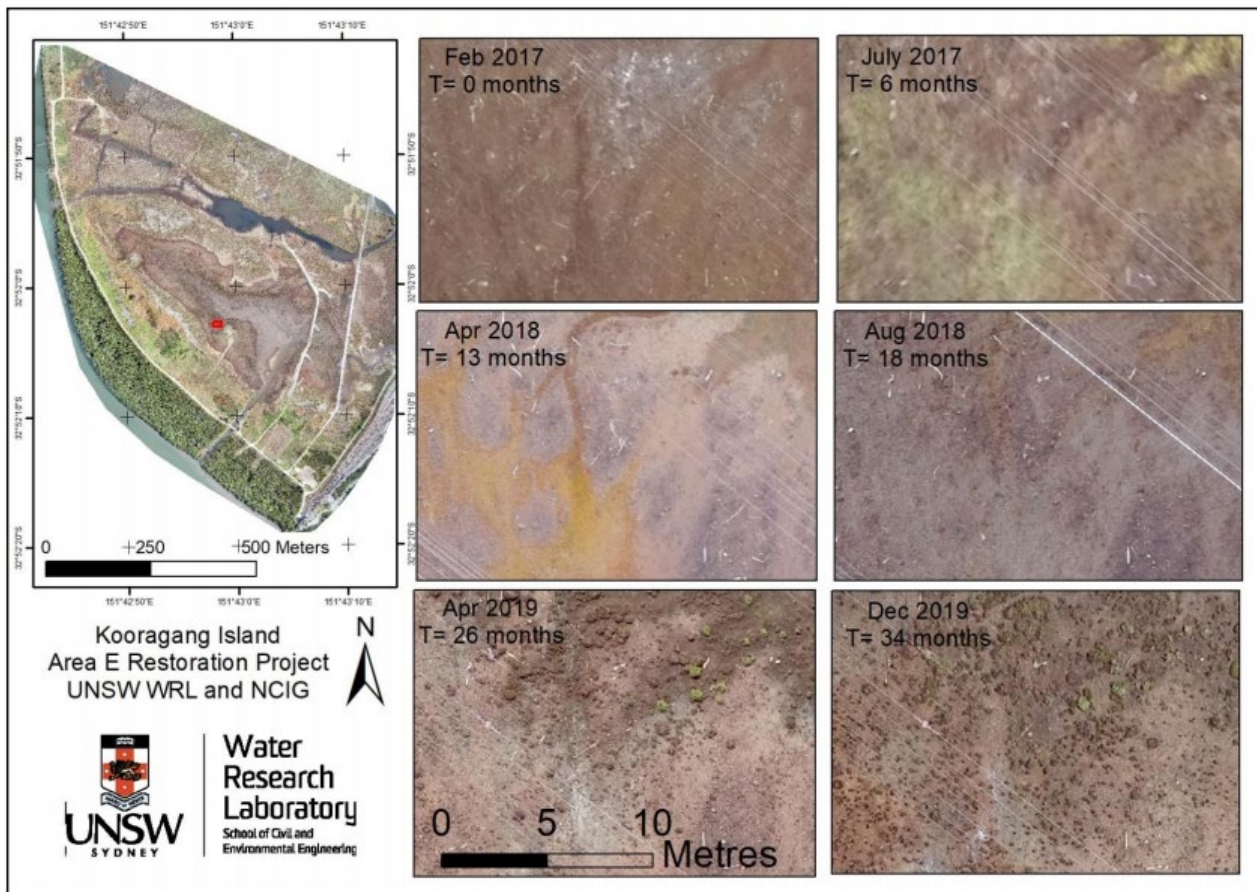 151°42'50"E
151°43'0"E
151°43'10"E
32°51'50"S
32°52'0"S
32°52'10"S
32°52'20"S
32°51'50"S
32°52'0"S
32°52'10"S
32°52'20"S
0 250 500 Meters
151°42'50"E
151°43'0"E
151°43'10"E
Kooragang Island
Area E Restoration Project
UNSW WRL and NCIG
N
UNSW
SYDNEY
Water
Research
Laboratory
School of Civil and
Environmental Engineering
Feb 2017
T= 0 months
July 2017
T= 6 months
Apr 2018
T= 13 months
Aug 2018
T= 18 months
Apr 2019
T= 26 months
0 5 10
Metres
Dec 2019
T= 34 months